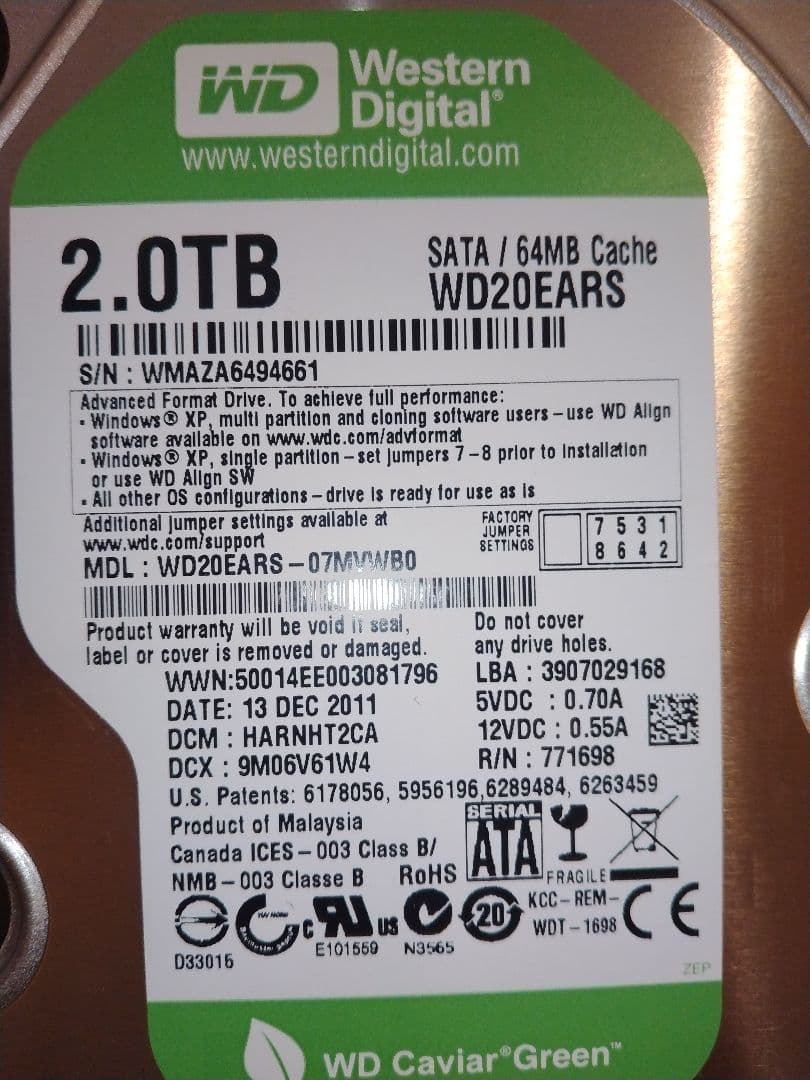 WD Western Digital®
www.westerndigital.com
2.0TB
SATA / 64MB Cache
WD20EARS
S/N : WMAZA6494661
Advanced Format Drive. To achieve full performance:
• Windows® XP, multi partition and cloning software users – use WD Align
software available on www.wdc.com/advformat
• Windows® XP, single partition – set jumpers 7 – 8 prior to installation
or use WD Align SW
• All other OS configurations – drive is ready for use as is
Additional jumper settings available at
www.wdc.com/support
FACTORY
JUMPER
SETTINGS
7 5 3 1
8 6 4 2
MDL : WD20EARS – 07MVWB0
Product warranty will be void if seal,
label or cover is removed or damaged.
Do not cover
any drive holes.
WWN:50014EE003081796
LBA : 3907029168
DATE: 13 DEC 2011
5VDC : 0.70A
DCM : HARNHT2CA
12VDC : 0.55A
DCX : 9M06V61W4
R/N : 771698
U.S. Patents: 6178056, 5956196,6289484, 6263459
Product of Malaysia
Canada ICES – 003 Class B/
NMB – 003 Classe B
RoHS
SERIAL
ATA
FRAGILE
D33016
c RU us
E101559
N3565
20
KCC – REM –
WDT – 1698
CE
ZEP
WD Caviar® Green™